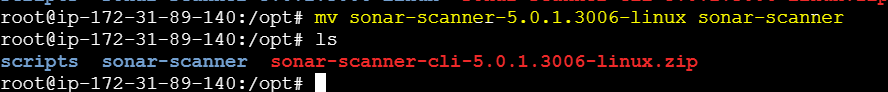 root@ip-172-31-89-140:/opt# mv sonar-scanner-5.0.1.3006-linux sonar-scanner
root@ip-172-31-89-140:/opt# ls
scripts sonar-scanner sonar-scanner-cli-5.0.1.3006-linux.zip
root@ip-172-31-89-140:/opt#